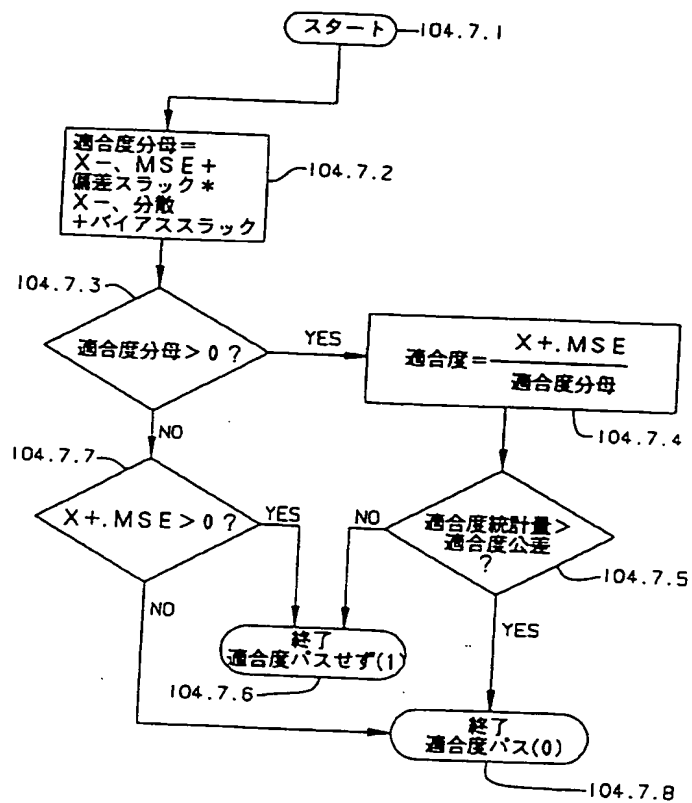 スタート
104.7.1
適合度分母=
X-、MSE+
偏差スラック*
X-、分散
+バイアススラック
104.7.2
104.7.3
適合度分母>0?
YES
適合度=
X+.MSE
適合度分母
104.7.4
NO
104.7.7
X+.MSE>0?
YES
NO
適合度統計量>
適合度公差
?
104.7.5
NO
YES
終了
適合度パスせず(1)
104.7.6
終了
適合度パス(0)
104.7.8